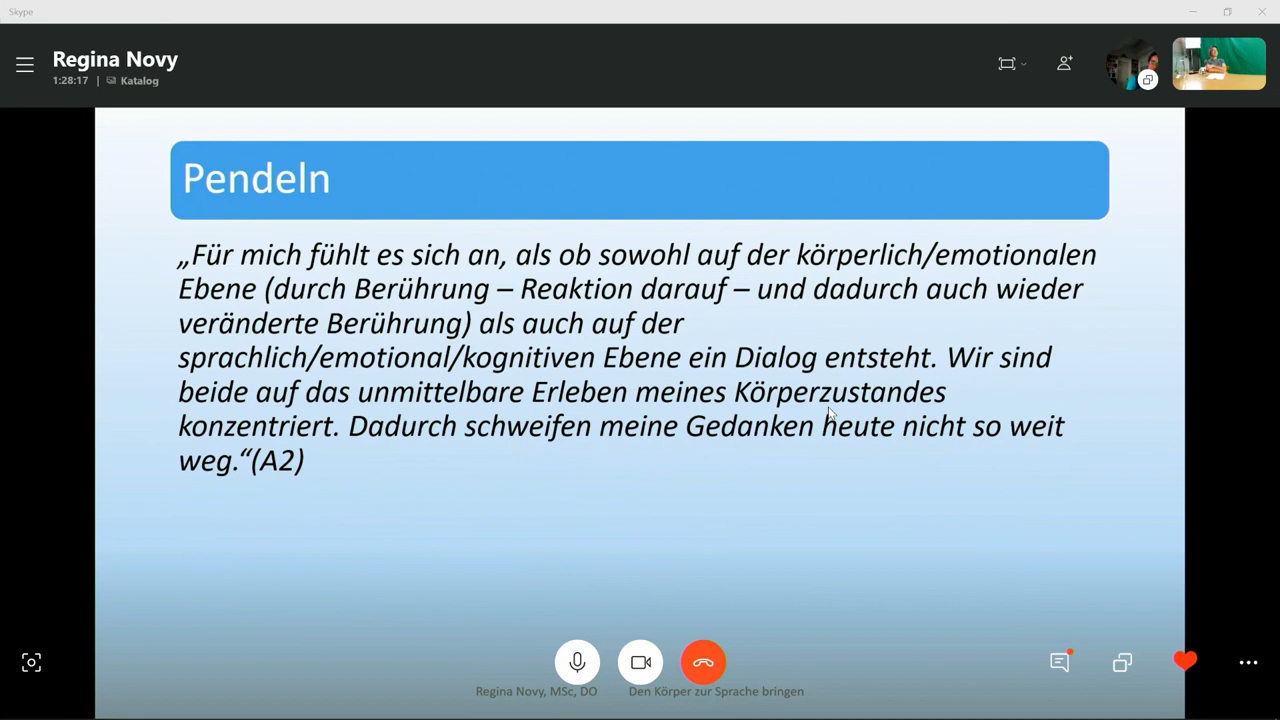 Skype
Regina Novy
1:28:17 | Katalog
Pendeln
„Für mich fühlt es sich an, als ob sowohl auf der körperlich/emotionalen
Ebene (durch Berührung – Reaktion darauf – und dadurch auch wieder
veränderte Berührung) als auch auf der
sprachlich/emotional/kognitiven Ebene ein Dialog entsteht. Wir sind
beide auf das unmittelbare Erleben meines Körperzustandes
konzentriert. Dadurch schweifen meine Gedanken heute nicht so weit
weg.“(A2)
Regina Novy, MSc, DO Den Körper zur Sprache bringen